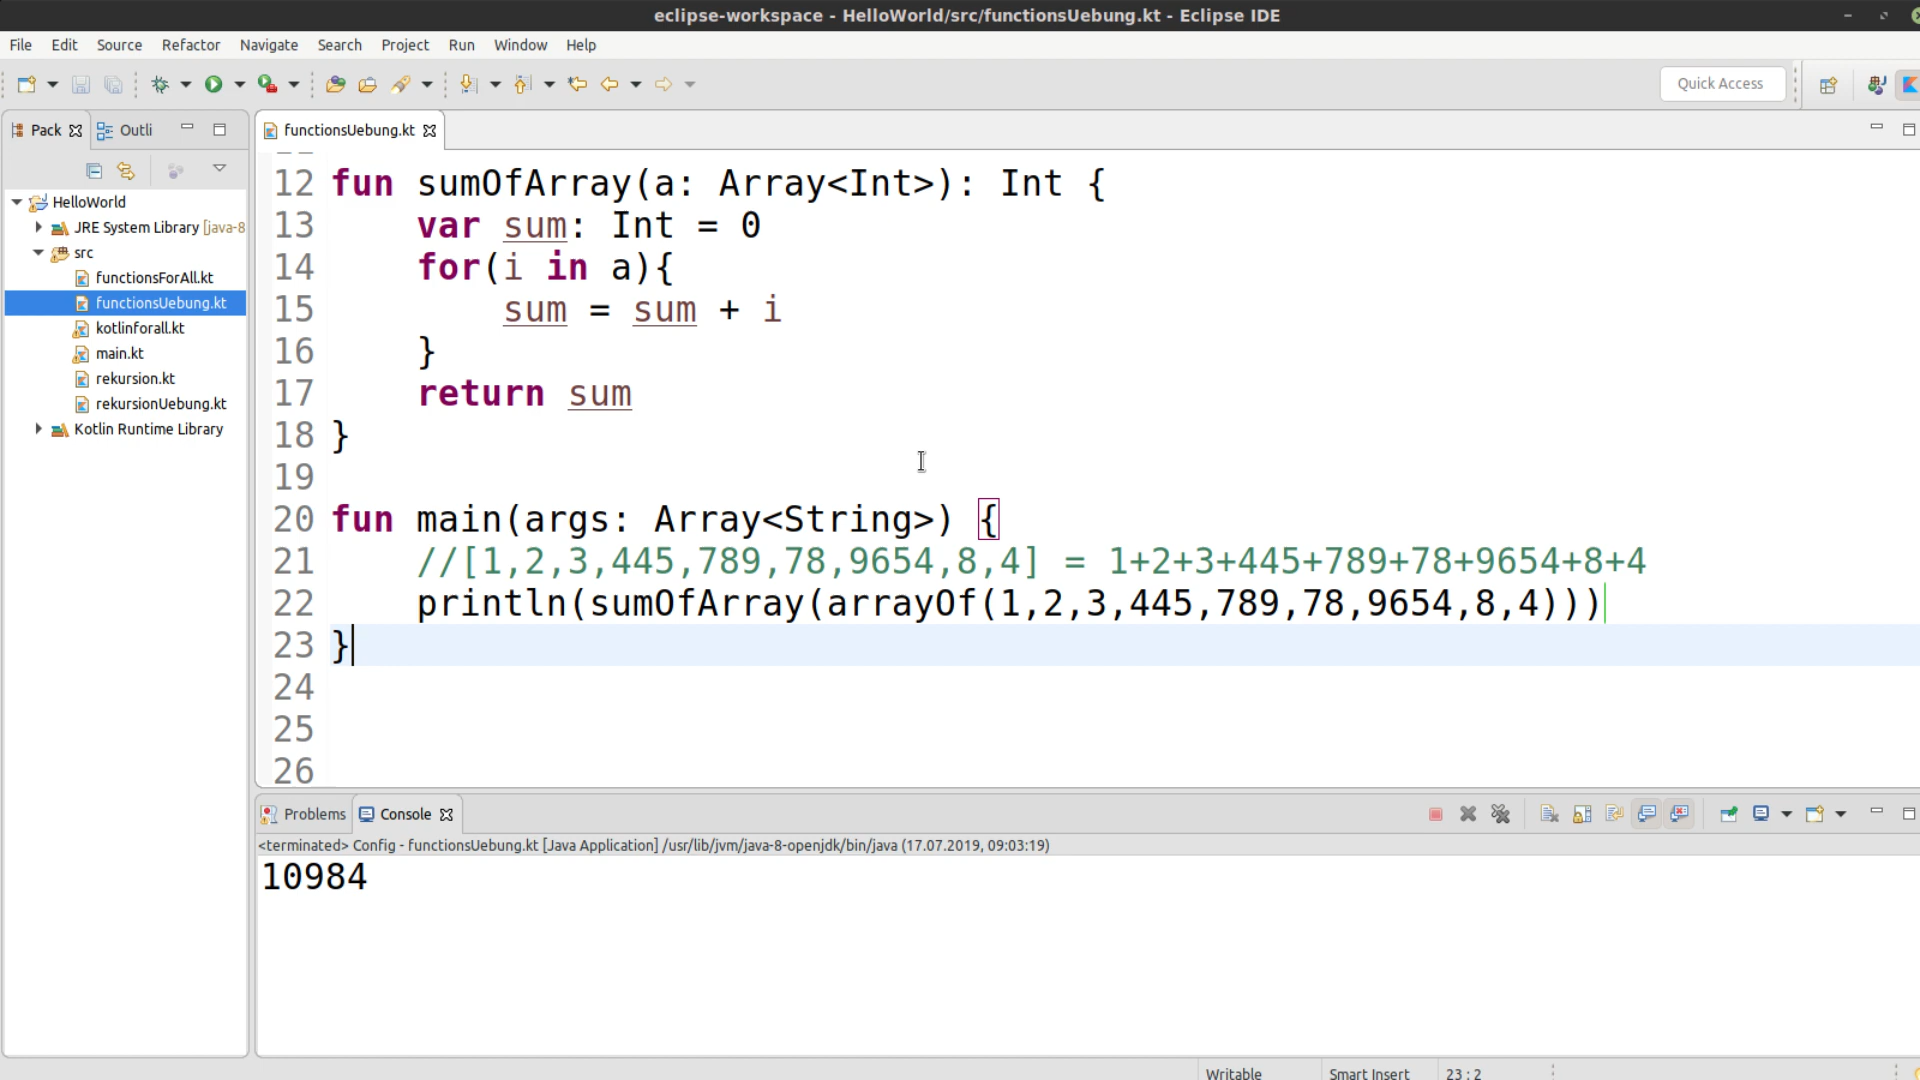 eclipse-workspace - HelloWorld/src/functionsUebung.kt - Eclipse IDE
File Edit Source Refactor Navigate Search Project Run Window Help
Quick Access
Pack Outli
HelloWorld
JRE System Library [java-8
src
functionsForAll.kt
functionsUebung.kt
kotlinforall.kt
main.kt
rekursion.kt
rekursionUebung.kt
Kotlin Runtime Library
functionsUebung.kt
12 fun sumOfArray(a: Array<Int>): Int {
13 var sum: Int = 0
14 for(i in a){
15 sum = sum + i
16 }
17 return sum
18 }
19
20 fun main(args: Array<String>) {
21 //[1,2,3,445,789,78,9654,8,4] = 1+2+3+445+789+78+9654+8+4
22 println(sumOfArray(arrayOf(1,2,3,445,789,78,9654,8,4)))
23 }
24
25
26
Problems Console
<terminated> Config - functionsUebung.kt [Java Application] /usr/lib/jvm/java-8-openjdk/bin/java (17.07.2019, 09:03:19)
10984
Writable Smart Insert 23 : 2